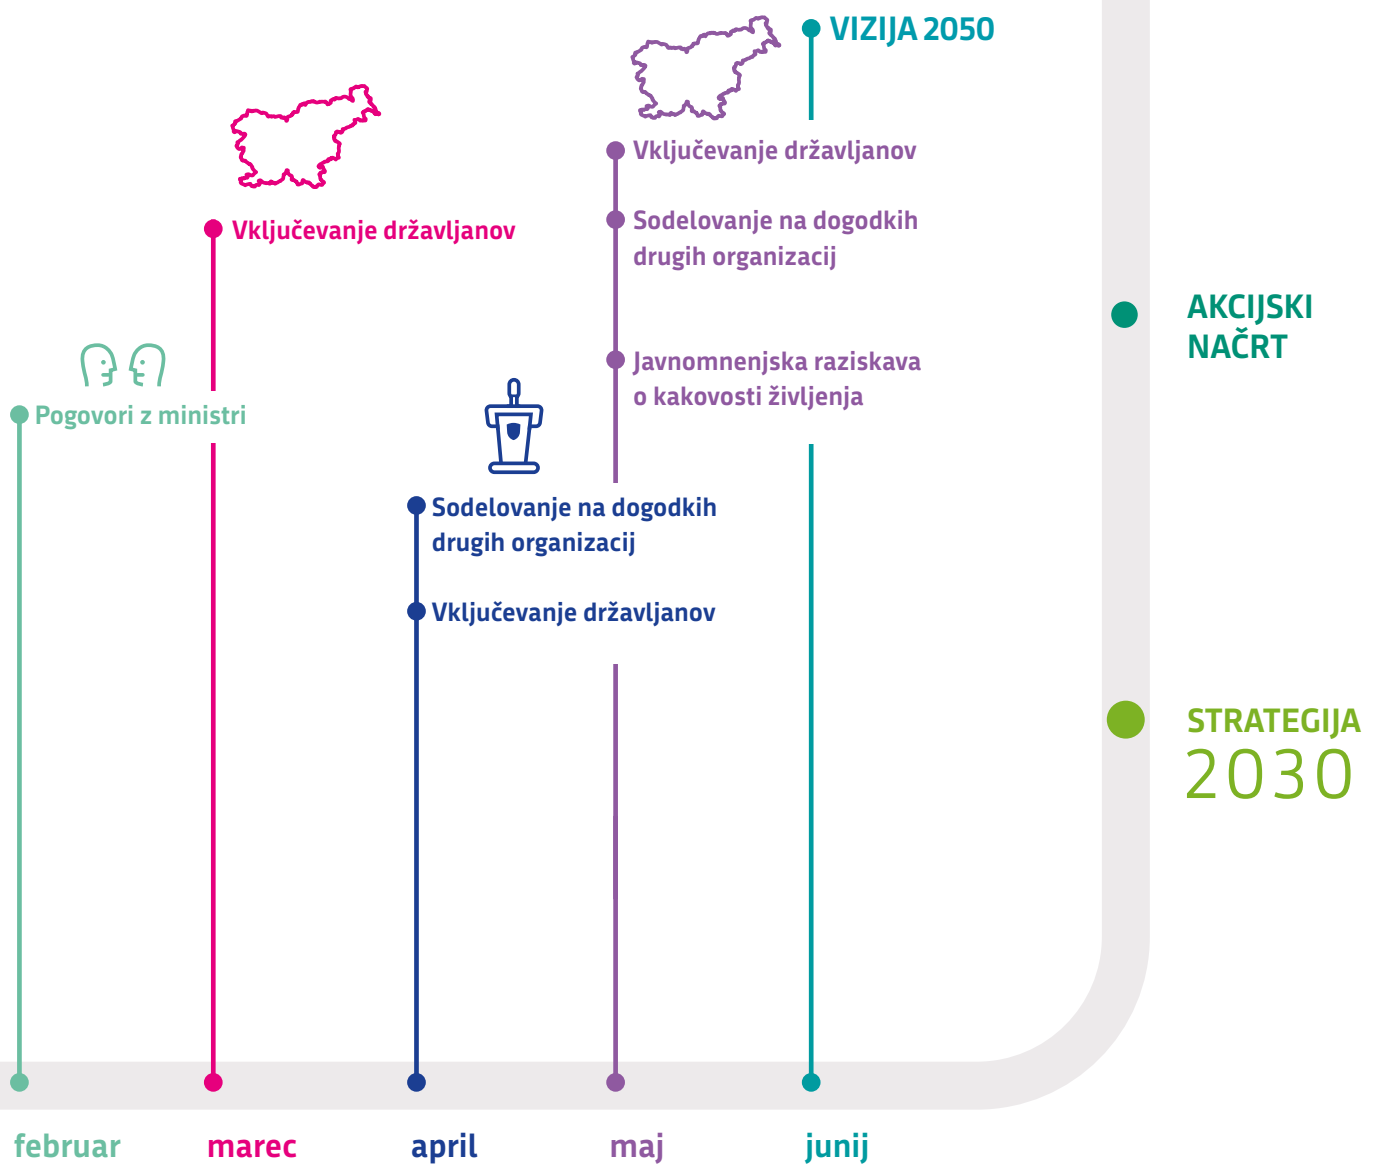 VIZIJA 2050
Vključevanje državljanov
Sodelovanje na dogodkih
drugih organizacij
Javnomnenjska raziskava
o kakovosti življenja
Vključevanje državljanov
Pogovori z ministri
Sodelovanje na dogodkih
drugih organizacij
Vključevanje državljanov
AKCIJSKI
NAČRT
STRATEGIJA
2030
februar
marec
april
maj
junij